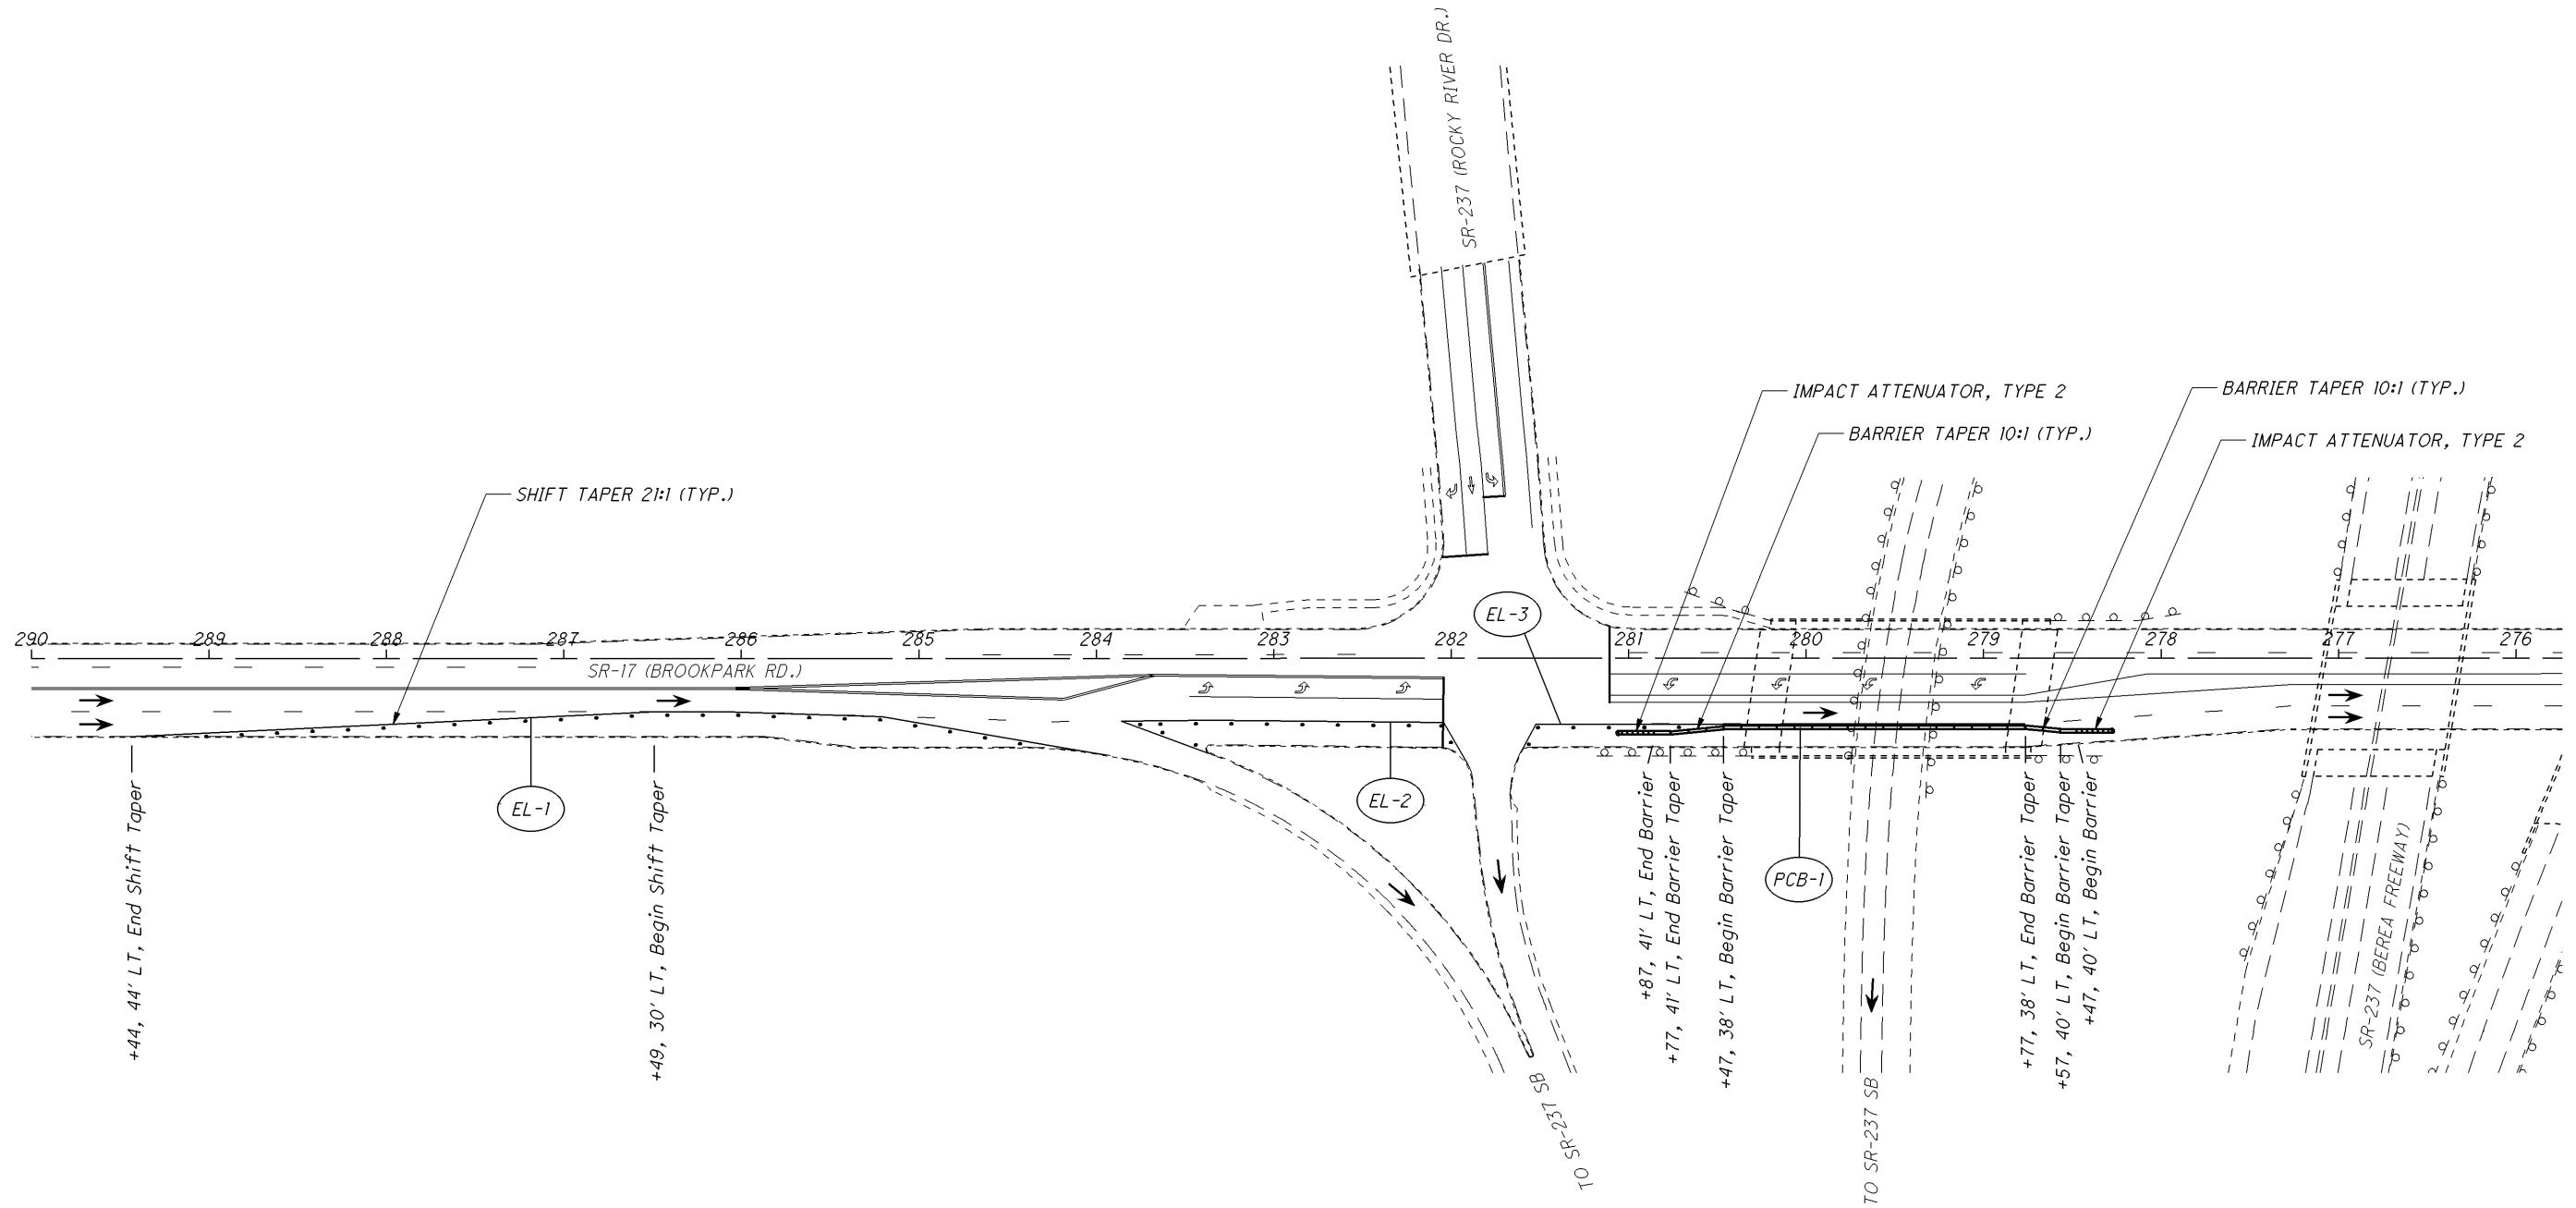 SR-237 (ROCKY RIVER DR.)
IMPACT ATTENUATOR, TYPE 2
BARRIER TAPER 10:1 (TYP.)
BARRIER TAPER 10:1 (TYP.)
IMPACT ATTENUATOR, TYPE 2
SHIFT TAPER 21:1 (TYP.)
EL-3
290 289 288 287 286 285 284 283 282 281 280 279 278 277 276
SR-17 (BROOKPARK RD.)
EL-1
EL-2
PCB-1
+44, 44' LT, End Shift Taper
+49, 30' LT, Begin Shift Taper
+87, 41' LT, End Barrier
+77, 41' LT, End Barrier Taper
+47, 38' LT, Begin Barrier Taper
+77, 38' LT, End Barrier Taper
+57, 40' LT, Begin Barrier Taper
+47, 40' LT, Begin Barrier
SR-237 (BEREA FREEWAY)
TO SR-237 SB
TO SR-237 SB